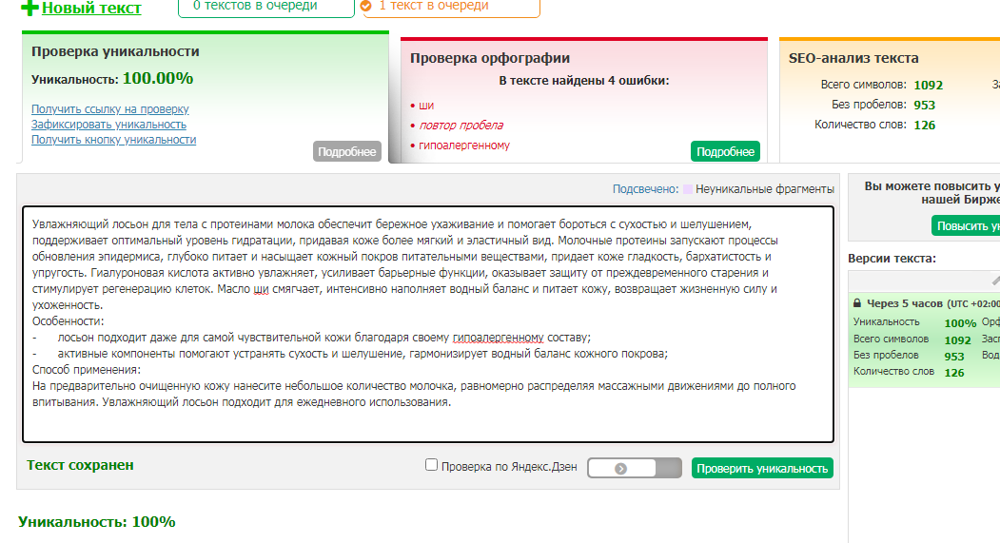 Новый текст
0 текстов в очереди
1 текст в очереди
Проверка уникальности
Уникальность: 100.00%
Получить ссылку на проверку
Зафиксировать уникальность
Получить кнопку уникальности
Подробнее
Проверка орфографии
В тексте найдены 4 ошибки:
• ши
• повтор пробела
• гипоалергенному
Подробнее
SEO-анализ текста
Всего символов: 1092
Без пробелов: 953
Количество слов: 126
Подсвечено: Неуникальные фрагменты
Увлажняющий лосьон для тела с протеинами молока обеспечит бережное ухаживание и помогает бороться с сухостью и шелушением,
поддерживает оптимальный уровень гидратации, придавая коже более мягкий и эластичный вид. Молочные протеины запускают процессы
обновления эпидермиса, глубоко питает и насыщает кожный покров питательными веществами, придает коже гладкость, бархатистость и
упругость. Гиалуроновая кислота активно увлажняет, усиливает барьерные функции, оказывает защиту от преждевременного старения и
стимулирует регенерацию клеток. Масло ши смягчает, интенсивно наполняет водный баланс и питает кожу, возвращает жизненную силу и
ухоженность.
Особенности:
- лосьон подходит даже для самой чувствительной кожи благодаря своему гипоалергенному составу;
- активные компоненты помогают устранять сухость и шелушение, гармонизирует водный баланс кожного покрова;
Способ применения:
На предварительно очищенную кожу нанесите небольшое количество молочка, равномерно распределяя массажными движениями до полного
впитывания. Увлажняющий лосьон подходит для ежедневного использования.
Текст сохранен
Проверка по Яндекс.Дзен
Проверить уникальность
Уникальность: 100%
Вы можете повысить у
нашей Бирже
Повысить ун
Версии текста:
Через 5 часов (UTC +02:00
Уникальность 100% Орф
Всего символов 1092 Засп
Без пробелов 953 Вод
Количество слов 126